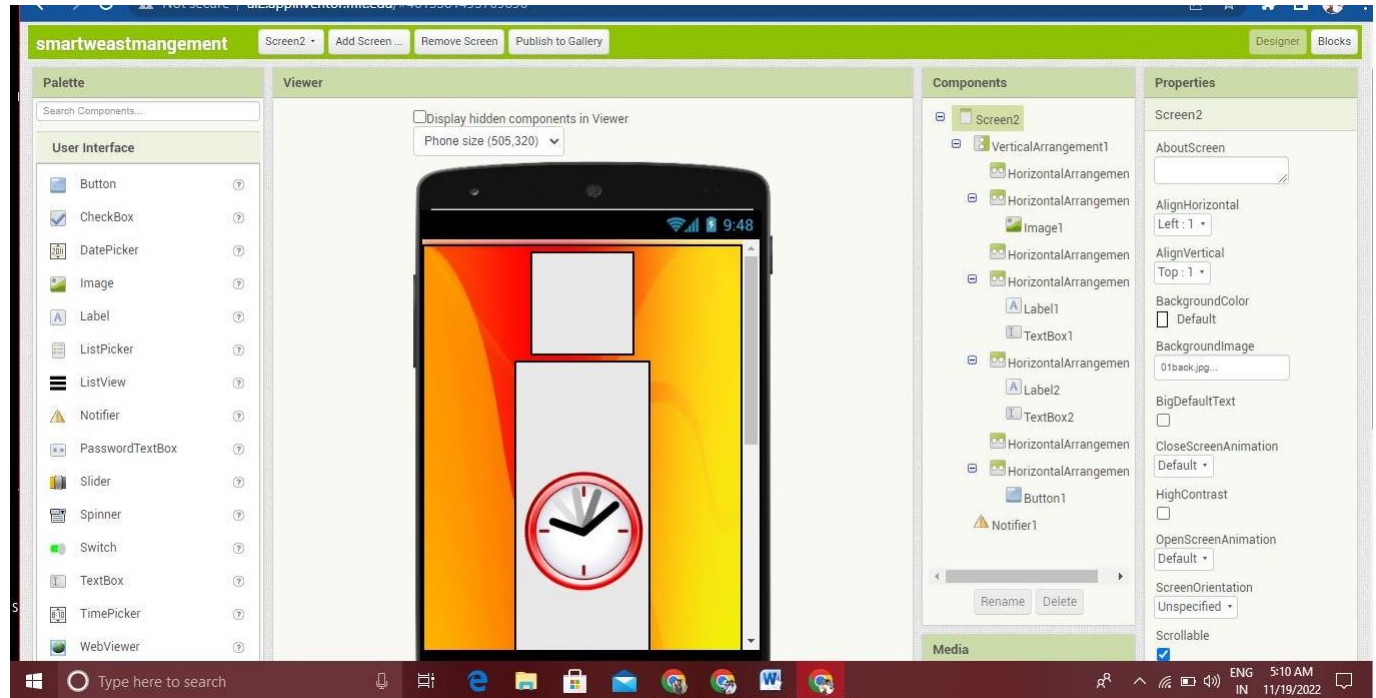 smartweastmangement Screen2 Add Screen ... Remove Screen Publish to Gallery Designer Blocks
Palette
Search Components...
User Interface
Button
CheckBox
DatePicker
Image
Label
ListPicker
ListView
Notifier
PasswordTextBox
Slider
Spinner
Switch
TextBox
TimePicker
WebViewer
Viewer
Display hidden components in Viewer
Phone size (505,320)
9:48
Components
Screen2
VerticalArrangement1
HorizontalArrangemen
HorizontalArrangemen
Image1
HorizontalArrangemen
HorizontalArrangemen
Label1
TextBox1
HorizontalArrangemen
Label2
TextBox2
HorizontalArrangemen
HorizontalArrangemen
Button1
Notifier1
Rename Delete
Media
Properties
Screen2
AboutScreen
AlignHorizontal
Left : 1
AlignVertical
Top : 1
BackgroundColor
Default
BackgroundImage
01back.jpg...
BigDefaultText
CloseScreenAnimation
Default
HighContrast
OpenScreenAnimation
Default
ScreenOrientation
Unspecified
Scrollable
Type here to search
ENG 5:10 AM
IN 11/19/2022